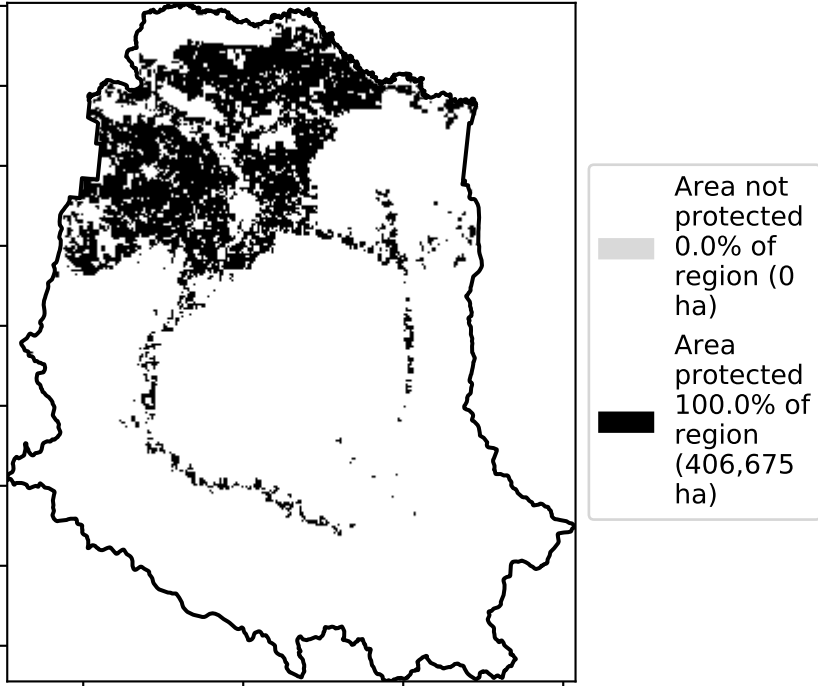 Area not
protected
0.0% of
region (0
ha)
Area
protected
100.0% of
region
(406,675
ha)